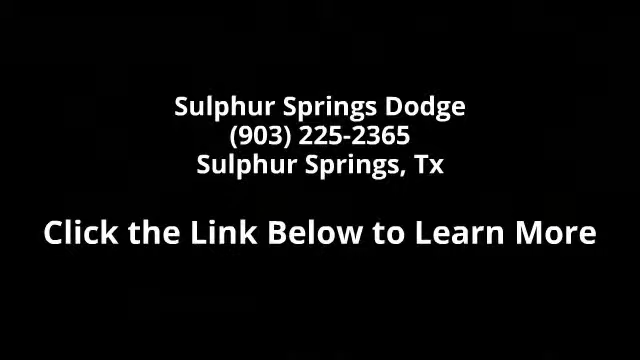 Sulphur Springs Dodge
(903) 225-2365
Sulphur Springs, Tx
Click the Link Below to Learn More